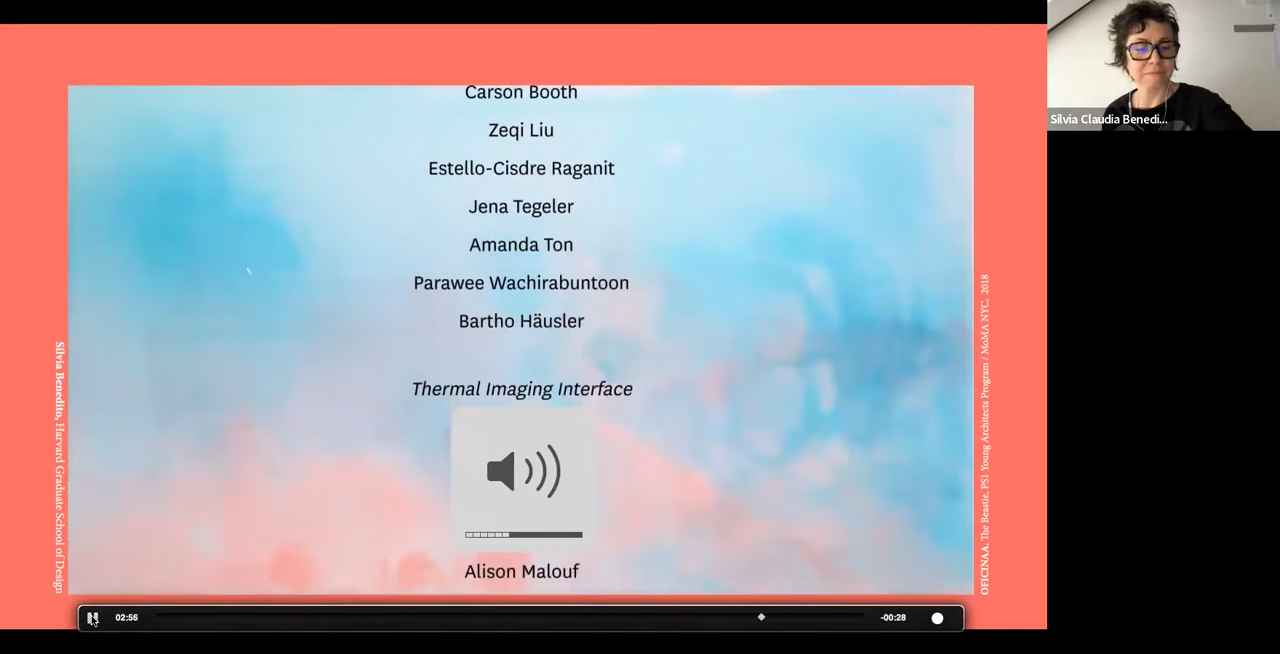 Carson Booth
Zeqi Liu
Estello-Cisdre Raganit
Jena Tegeler
Amanda Ton
Parawee Wachirabuntoon
Bartho Häusler
Thermal Imaging Interface
Alison Malouf
Silvia Benedito, Harvard Graduate School of Design
OFICINAA, The Beastie, PS1 Young Architects Program / MoMA NYC, 2018
02:56
-00:28
Silvia Claudia Benedi...